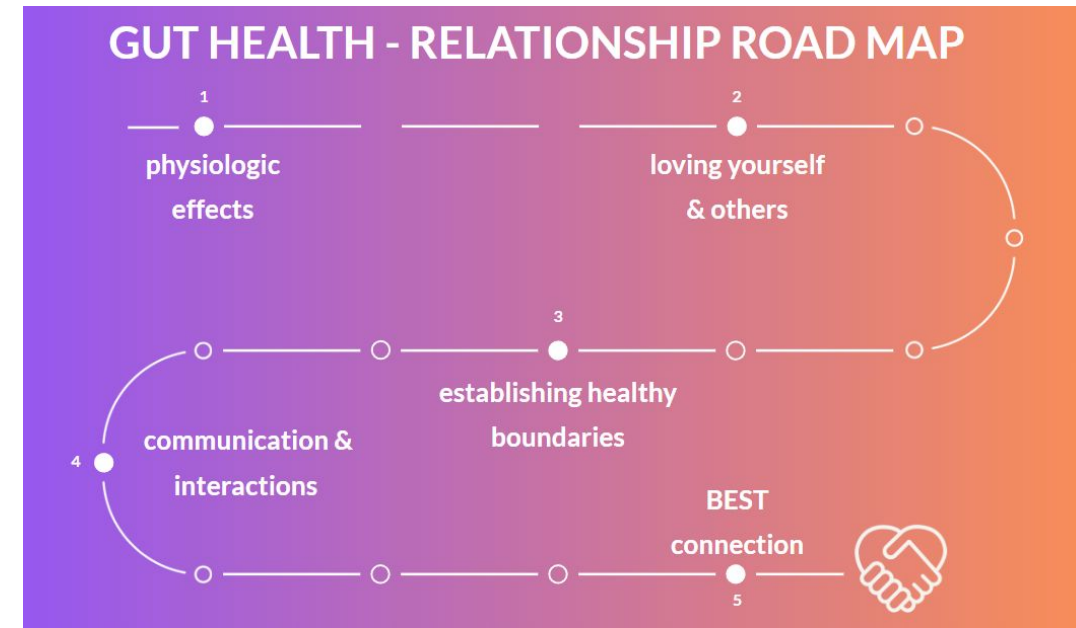 GUT HEALTH - RELATIONSHIP ROAD MAP
1
physiologic
effects
2
loving yourself
& others
3
establishing healthy
boundaries
4
communication &
interactions
BEST
connection
5